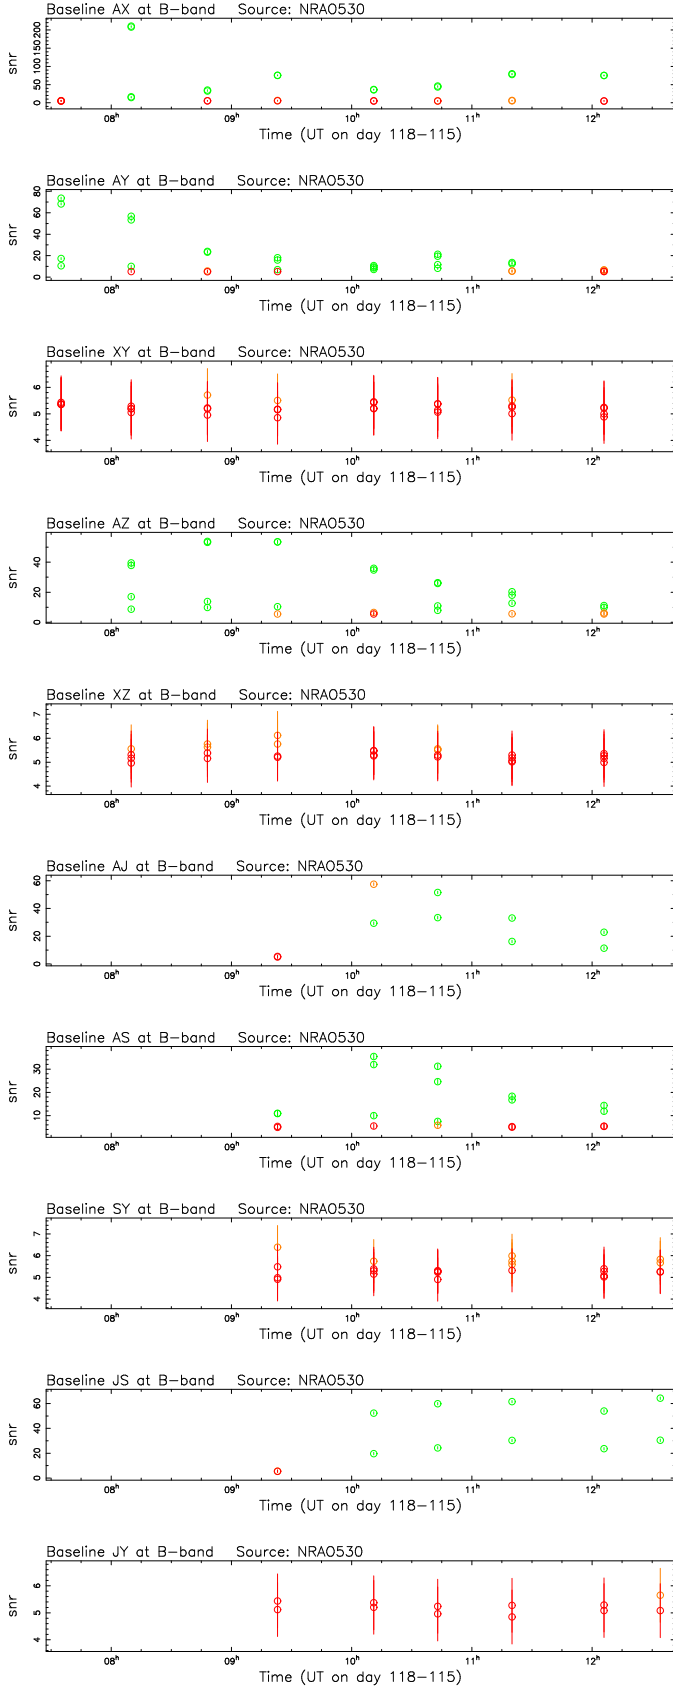 Baseline AX at B-band Source: NRAO530
snr
0 50 100 150 200
08h 09h 10h 11h 12h
Time (UT on day 118-115)
Baseline AY at B-band Source: NRAO530
snr
0 20 40 60 80
08h 09h 10h 11h 12h
Time (UT on day 118-115)
Baseline XY at B-band Source: NRAO530
snr
4 5 6
08h 09h 10h 11h 12h
Time (UT on day 118-115)
Baseline AZ at B-band Source: NRAO530
snr
0 20 40
08h 09h 10h 11h 12h
Time (UT on day 118-115)
Baseline XZ at B-band Source: NRAO530
snr
4 5 6 7
08h 09h 10h 11h 12h
Time (UT on day 118-115)
Baseline AJ at B-band Source: NRAO530
snr
0 20 40 60
08h 09h 10h 11h 12h
Time (UT on day 118-115)
Baseline AS at B-band Source: NRAO530
snr
10 20 30
08h 09h 10h 11h 12h
Time (UT on day 118-115)
Baseline SY at B-band Source: NRAO530
snr
4 5 6 7
08h 09h 10h 11h 12h
Time (UT on day 118-115)
Baseline JS at B-band Source: NRAO530
snr
0 20 40 60
08h 09h 10h 11h 12h
Time (UT on day 118-115)
Baseline JY at B-band Source: NRAO530
snr
4 5 6
08h 09h 10h 11h 12h
Time (UT on day 118-115)